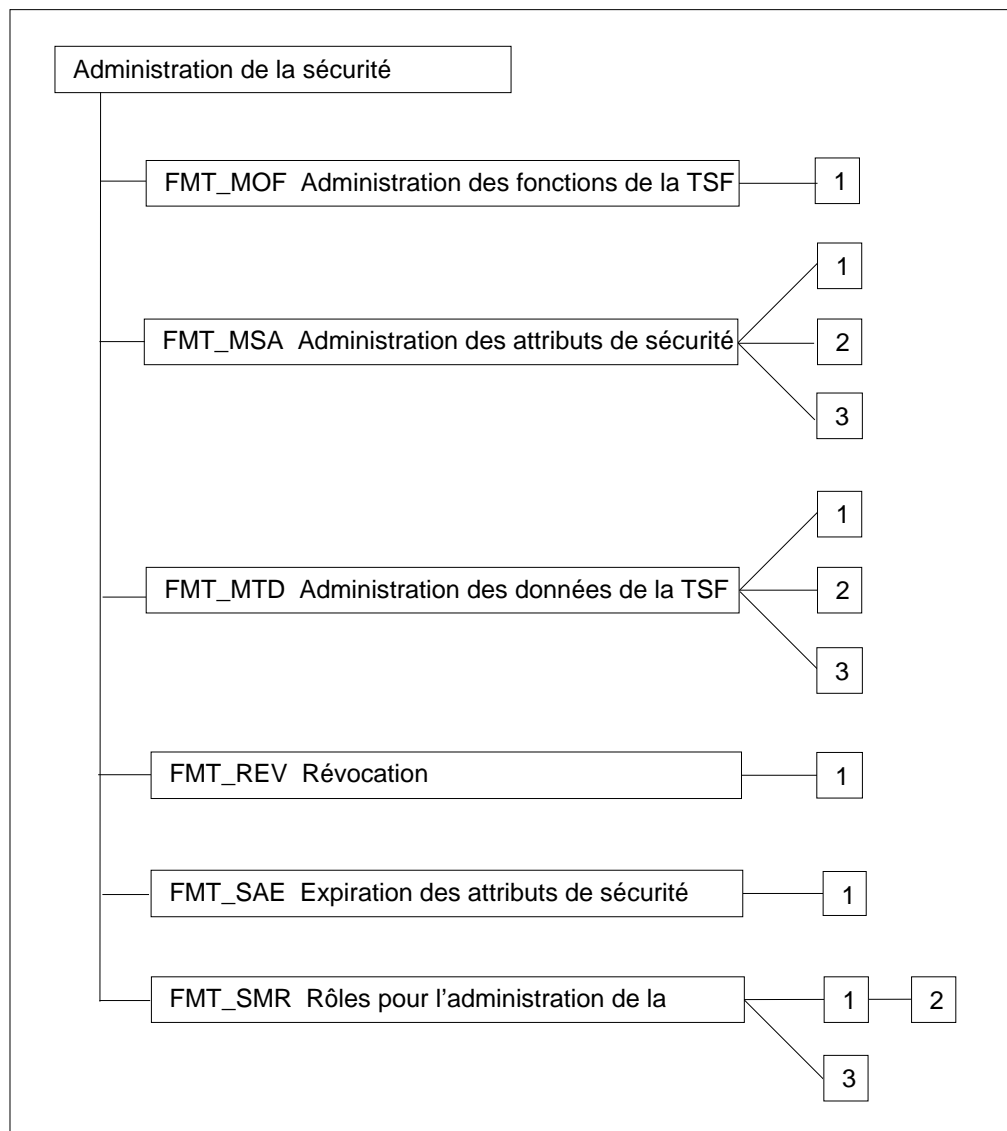 Administration de la sécurité
FMT_MOF Administration des fonctions de la TSF
1
FMT_MSA Administration des attributs de sécurité
1
2
3
FMT_MTD Administration des données de la TSF
1
2
3
FMT_REV Révocation
1
FMT_SAE Expiration des attributs de sécurité
1
FMT_SMR Rôles pour l'administration de la
1
2
3